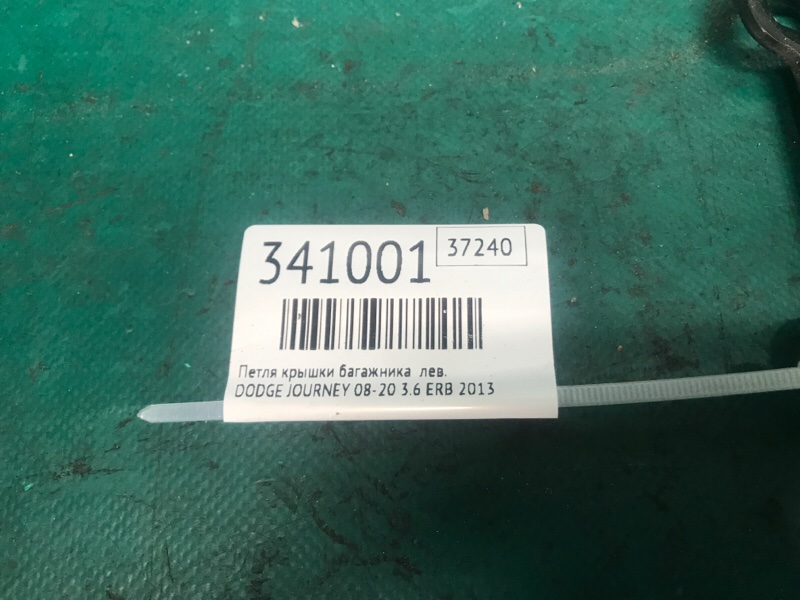 341001
37240
Петля крышки багажника лев.
DODGE JOURNEY 08-20 3.6 ERB 2013